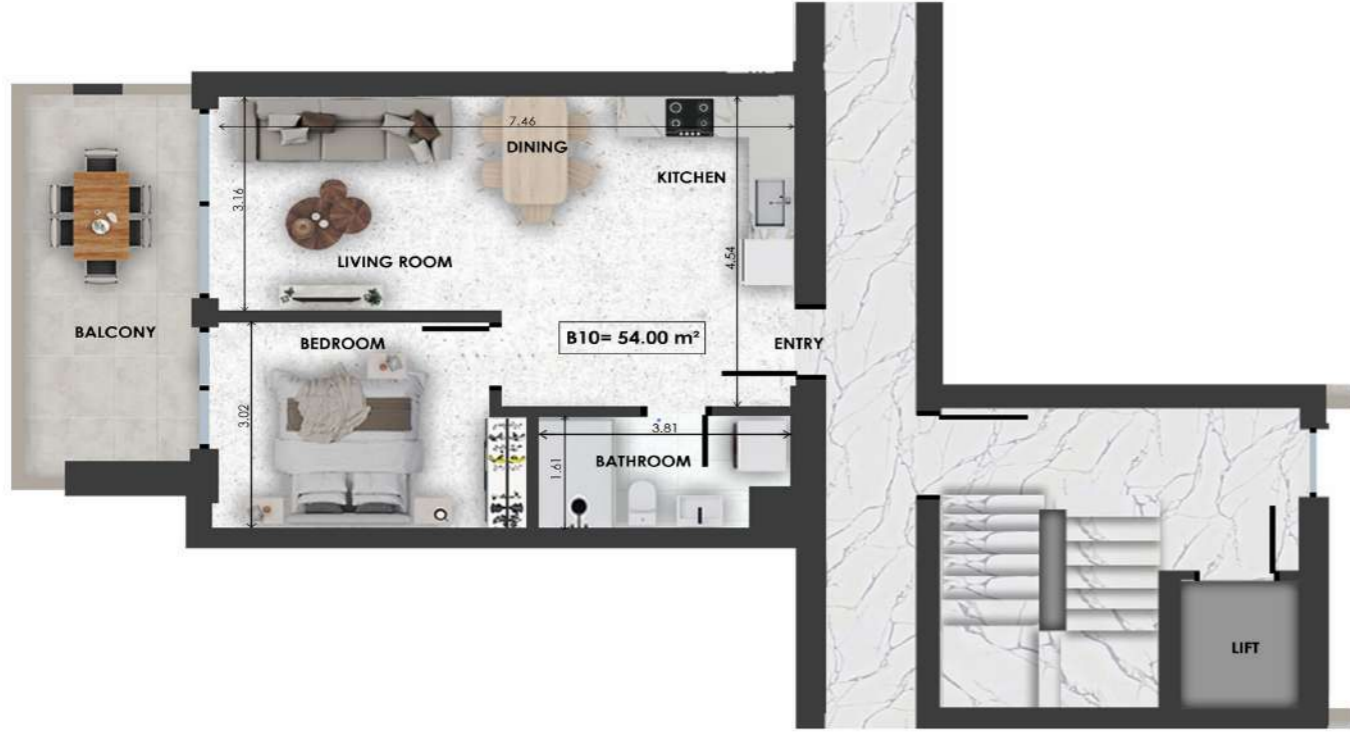 7.46
DINING
KITCHEN
3.16
4.54
LIVING ROOM
BALCONY
BEDROOM
B10= 54.00 m²
ENTRY
3.02
3.81
1.61
BATHROOM
LIFT